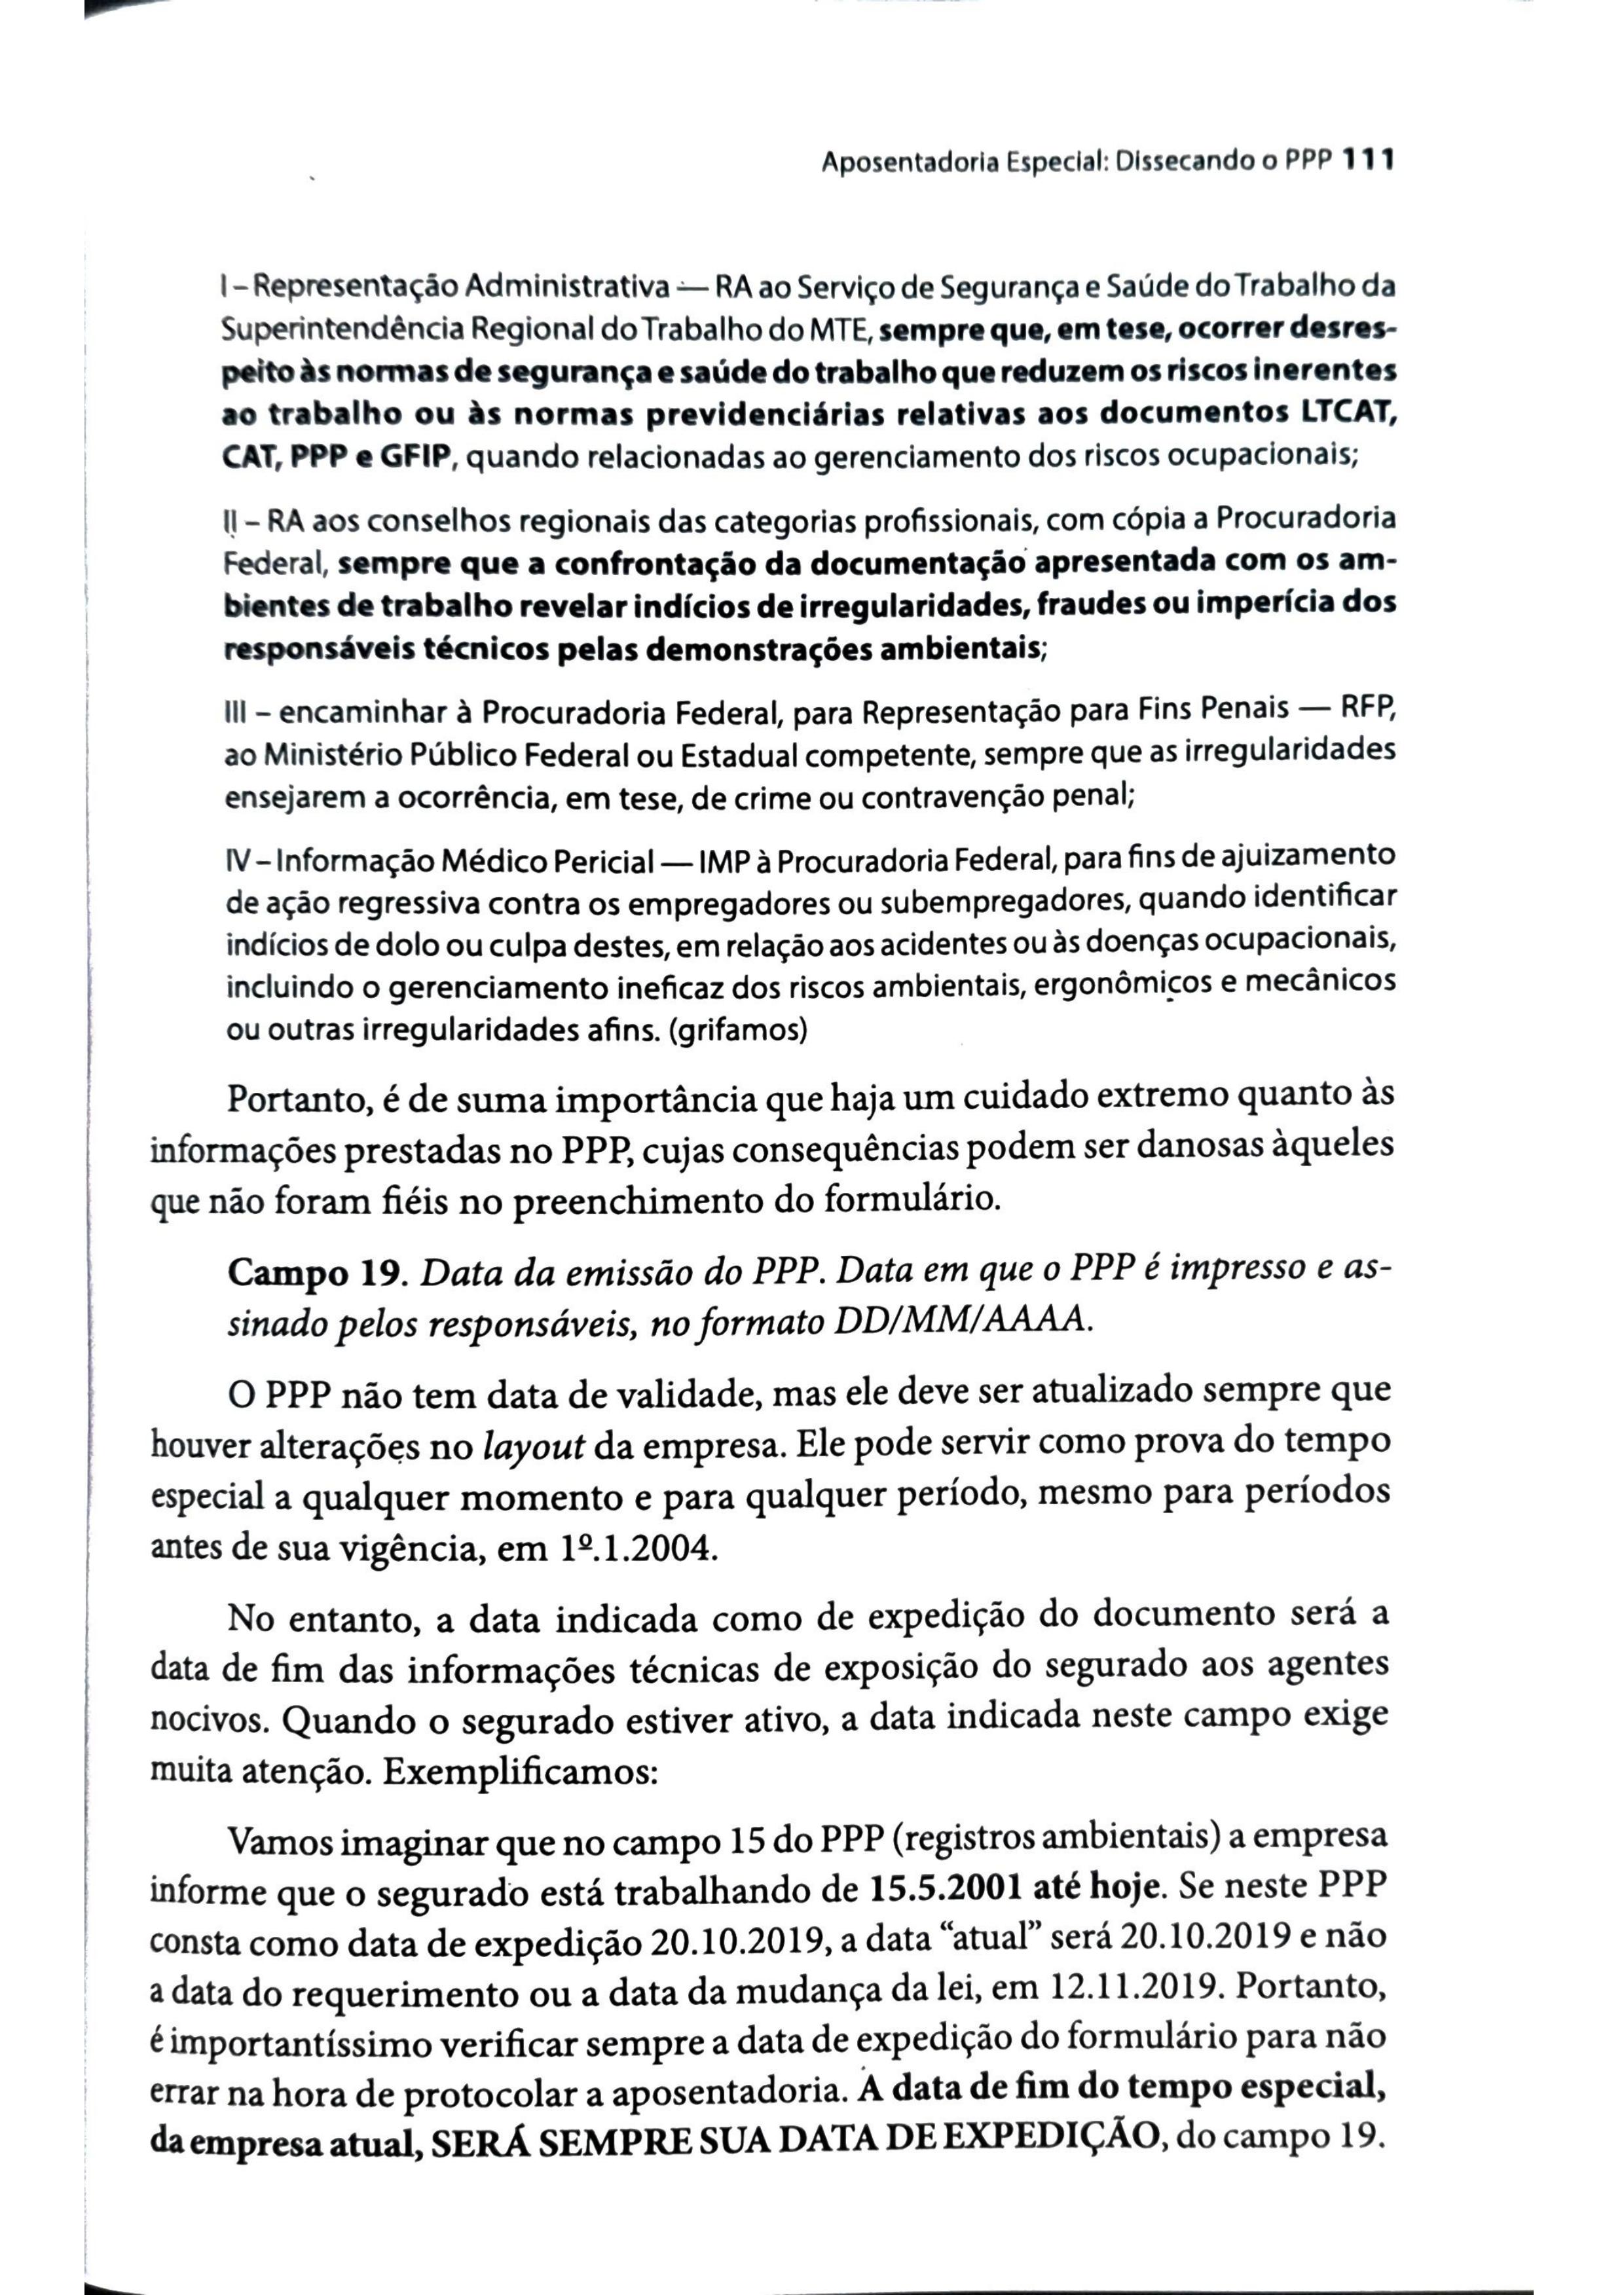 Aposentadoria Especial: Dissecando o PPP 111
I – Representação Administrativa — RA ao Serviço de Segurança e Saúde do Trabalho da
Superintendência Regional do Trabalho do MTE, sempre que, em tese, ocorrer desres-
peito às normas de segurança e saúde do trabalho que reduzem os riscos inerentes
ao trabalho ou às normas previdenciárias relativas aos documentos LTCAT,
CAT, PPP e GFIP, quando relacionadas ao gerenciamento dos riscos ocupacionais;
II – RA aos conselhos regionais das categorias profissionais, com cópia a Procuradoria
Federal, sempre que a confrontação da documentação apresentada com os am-
bientes de trabalho revelar indícios de irregularidades, fraudes ou imperícia dos
responsáveis técnicos pelas demonstrações ambientais;
III – encaminhar à Procuradoria Federal, para Representação para Fins Penais — RFP,
ao Ministério Público Federal ou Estadual competente, sempre que as irregularidades
ensejarem a ocorrência, em tese, de crime ou contravenção penal;
IV – Informação Médico Pericial — IMP à Procuradoria Federal, para fins de ajuizamento
de ação regressiva contra os empregadores ou subempregadores, quando identificar
indícios de dolo ou culpa destes, em relação aos acidentes ou às doenças ocupacionais,
incluindo o gerenciamento ineficaz dos riscos ambientais, ergonômicos e mecânicos
ou outras irregularidades afins. (grifamos)
Portanto, é de suma importância que haja um cuidado extremo quanto às
informações prestadas no PPP, cujas consequências podem ser danosas àqueles
que não foram fiéis no preenchimento do formulário.
Campo 19. Data da emissão do PPP. Data em que o PPP é impresso e as-
sinado pelos responsáveis, no formato DD/MM/AAAA.
O PPP não tem data de validade, mas ele deve ser atualizado sempre que
houver alterações no layout da empresa. Ele pode servir como prova do tempo
especial a qualquer momento e para qualquer período, mesmo para períodos
antes de sua vigência, em 1º.1.2004.
No entanto, a data indicada como de expedição do documento será a
data de fim das informações técnicas de exposição do segurado aos agentes
nocivos. Quando o segurado estiver ativo, a data indicada neste campo exige
muita atenção. Exemplificamos:
Vamos imaginar que no campo 15 do PPP (registros ambientais) a empresa
informe que o segurado está trabalhando de 15.5.2001 até hoje. Se neste PPP
consta como data de expedição 20.10.2019, a data “atual” será 20.10.2019 e não
a data do requerimento ou a data da mudança da lei, em 12.11.2019. Portanto,
é importantíssimo verificar sempre a data de expedição do formulário para não
errar na hora de protocolar a aposentadoria. A data de fim do tempo especial,
da empresa atual, SERÁ SEMPRE SUA DATA DE EXPEDIÇÃO, do campo 19.